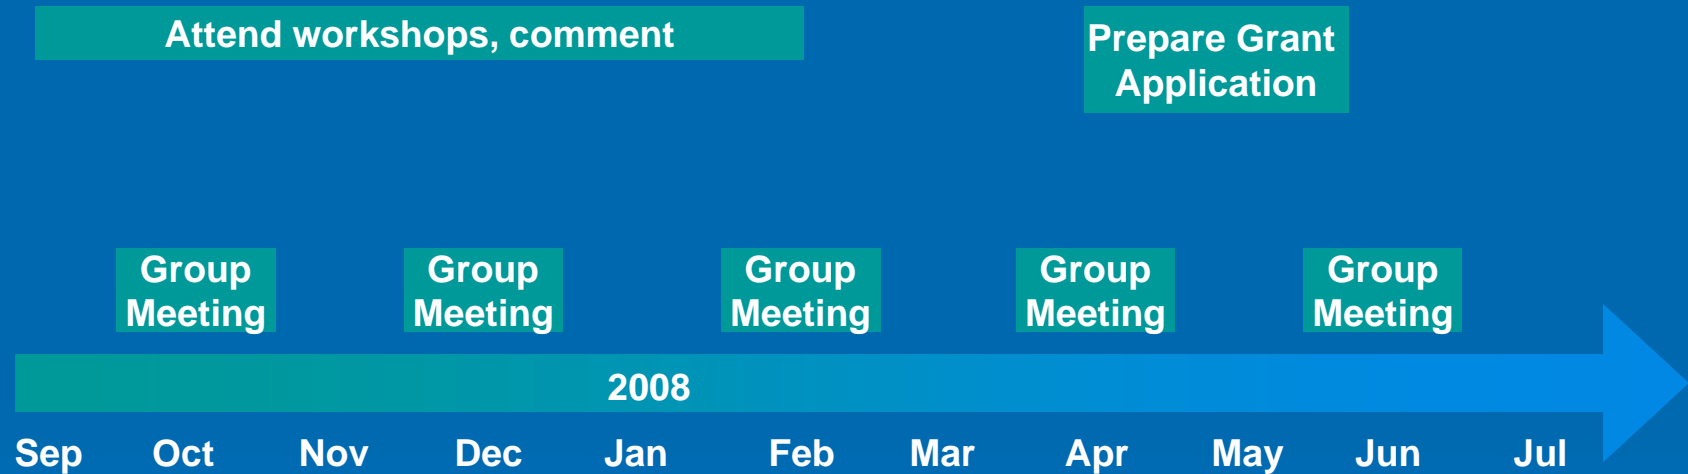 Attend workshops, comment
Prepare Grant
Application
Group
Meeting
Group
Meeting
Group
Meeting
Group
Meeting
Group
Meeting
2008
Sep Oct Nov Dec Jan Feb Mar Apr May Jun Jul